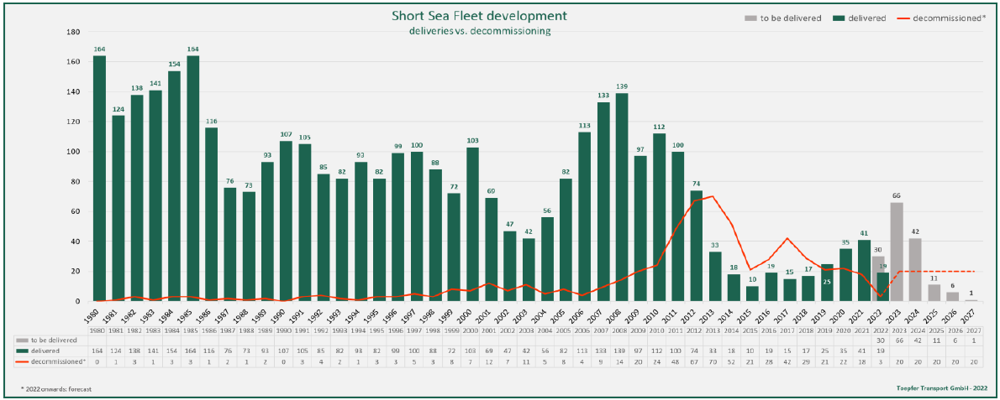 Short Sea Fleet development
deliveries vs. decommissioning
to be delivered delivered decommissioned*
180
160
140
120
100
80
60
40
20
0
164 124 138 141 154 164 116 76 73 93 107 105 85 82 93 82 99 100 88 72 103 69 47 42 56 82 113 133 139 97 112 100 74 33 18 10 19 15 17 25 35 41 30 19 66 42 11 6 1
1980 1981 1982 1983 1984 1985 1986 1987 1988 1989 1990 1991 1992 1993 1994 1995 1996 1997 1998 1999 2000 2001 2002 2003 2004 2005 2006 2007 2008 2009 2010 2011 2012 2013 2014 2015 2016 2017 2018 2019 2020 2021 2022 2023 2024 2025 2026 2027
1980 1981 1982 1983 1984 1985 1986 1987 1988 1989 1990 1991 1992 1993 1994 1995 1996 1997 1998 1999 2000 2001 2002 2003 2004 2005 2006 2007 2008 2009 2010 2011 2012 2013 2014 2015 2016 2017 2018 2019 2020 2021 2022 2023 2024 2025 2026 2027
to be delivered 30 66 42 11 6 1
delivered 164 124 138 141 154 164 116 76 73 93 107 105 85 82 93 82 99 100 88 72 103 69 47 42 56 82 113 133 139 97 112 100 74 33 18 10 19 15 17 25 35 41 19
decommissioned* 0 1 3 1 3 3 1 2 1 2 0 3 4 2 1 3 3 5 3 8 7 12 7 11 5 8 4 9 14 20 24 48 67 70 52 21 28 42 29 21 22 18 3 20 20 20 20 20
* 2022 onwards: forecast
Toepfer Transport GmbH - 2022